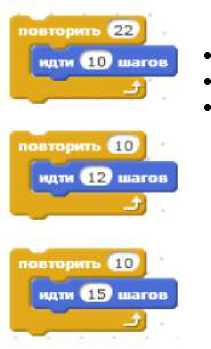 повторить 22
идти 10 шагов
повторить 10
идти 12 шагов
повторить 10
идти 15 шагов